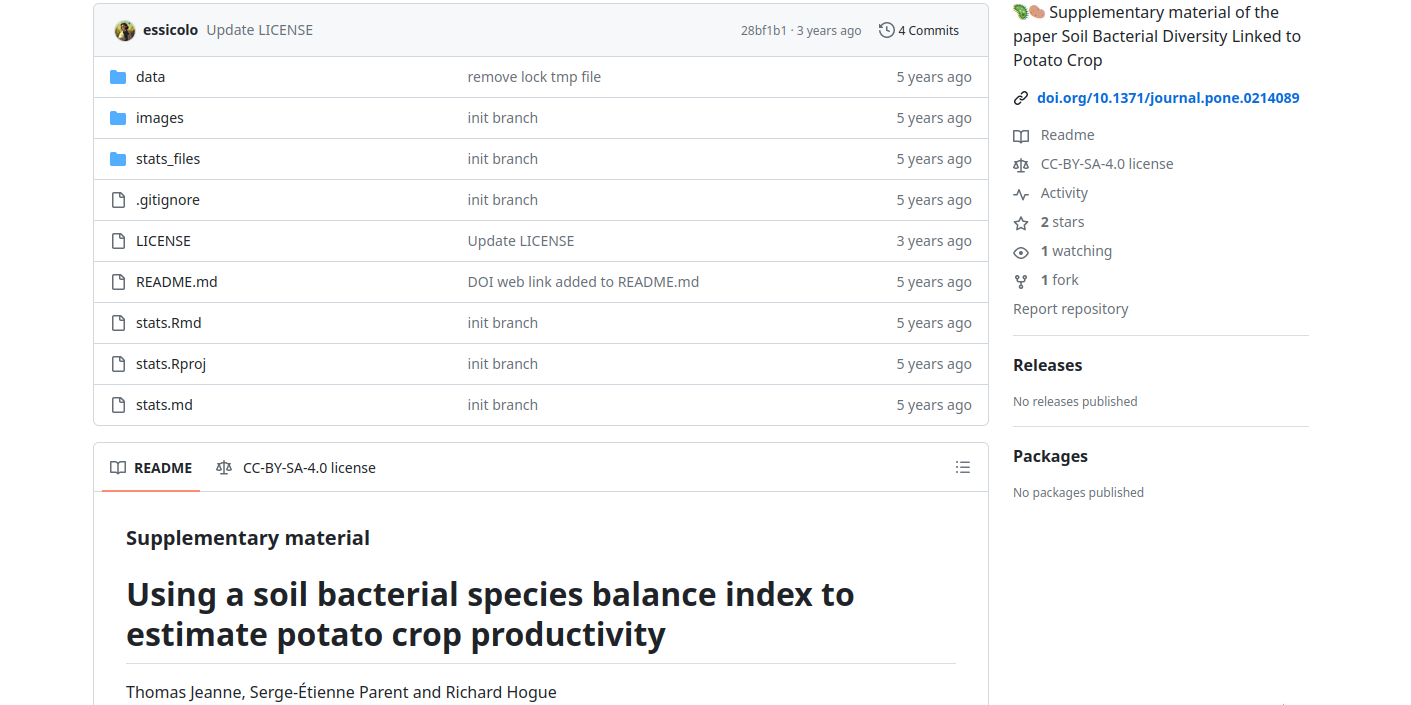 essicolo Update LICENSE 28bf1b1 · 3 years ago 4 Commits
data remove lock tmp file 5 years ago
images init branch 5 years ago
stats_files init branch 5 years ago
.gitignore init branch 5 years ago
LICENSE Update LICENSE 3 years ago
README.md DOI web link added to README.md 5 years ago
stats.Rmd init branch 5 years ago
stats.Rproj init branch 5 years ago
stats.md init branch 5 years ago
README CC-BY-SA-4.0 license
Supplementary material
Using a soil bacterial species balance index to
estimate potato crop productivity
Thomas Jeanne, Serge-Étienne Parent and Richard Hogue
🦠🥔 Supplementary material of the
paper Soil Bacterial Diversity Linked to
Potato Crop
doi.org/10.1371/journal.pone.0214089
Readme
CC-BY-SA-4.0 license
Activity
2 stars
1 watching
1 fork
Report repository
Releases
No releases published
Packages
No packages published